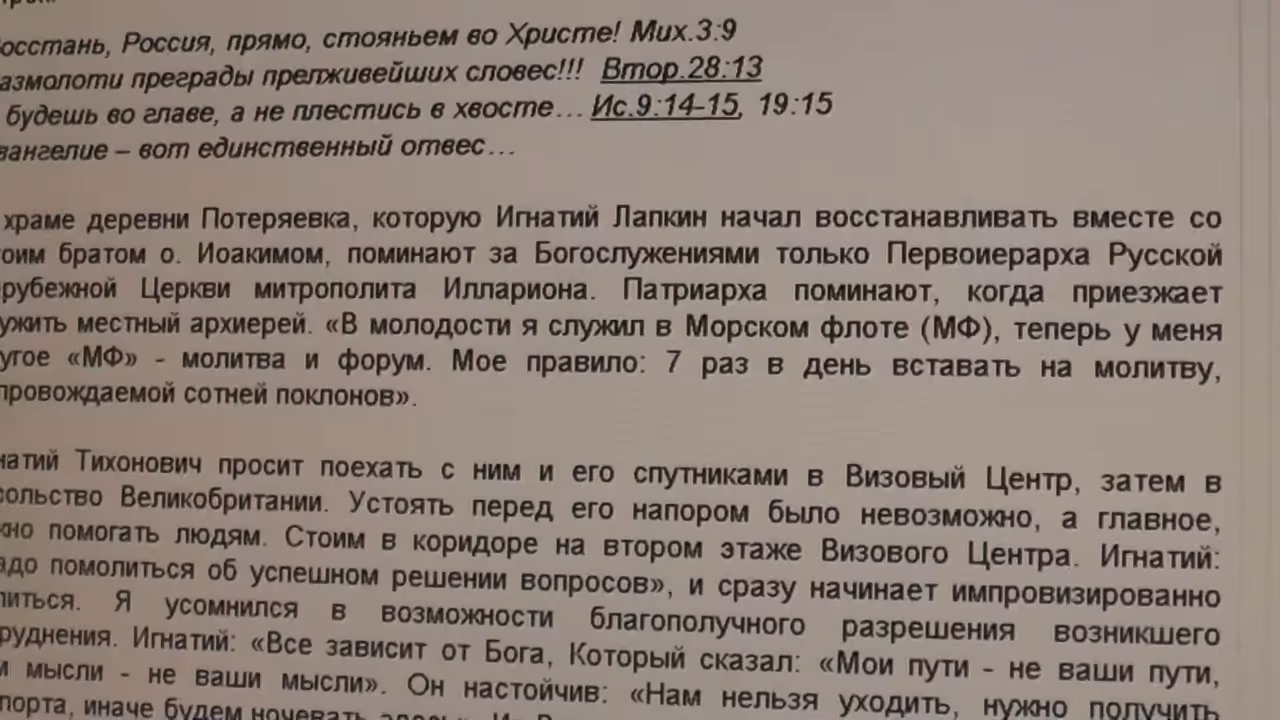 осстань, Россия, прямо, стояньем во Христе! Мих.3:9
азмолоти преграды прелживейших словес!!! Втор.28:13
будешь во главе, а не плестись в хвосте… Ис.9:14-15, 19:15
вангелие – вот единственный отвес…
храме деревни Потеряевка, которую Игнатий Лапкин начал восстанавливать вместе со
оим братом о. Иоакимом, поминают за Богослужениями только Первоиерарха Русской
рубежной Церкви митрополита Иллариона. Патриарха поминают, когда приезжает
ужить местный архиерей. «В молодости я служил в Морском флоте (МФ), теперь у меня
угое «МФ» - молитва и форум. Мое правило: 7 раз в день вставать на молитву,
провождаемой сотней поклонов».
натий Тихонович просит поехать с ним и его спутниками в Визовый Центр, затем в
сольство Великобритании. Устоять перед его напором было невозможно, а главное,
жно помогать людям. Стоим в коридоре на втором этаже Визового Центра. Игнатий:
адо помолиться об успешном решении вопросов», и сразу начинает импровизированно
литься. Я усомнился в возможности благополучного разрешения возникшего
руднения. Игнатий: «Все зависит от Бога, Который сказал: «Мои пути - не ваши пути,
и мысли - не ваши мысли». Он настойчив: «Нам нельзя уходить, нужно получить
порта, иначе будем ночевать